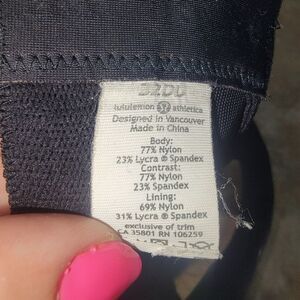 32DD
lululemon athletica
Designed in Vancouver
Made in China
Body:
77% Nylon
23% Lycra ® Spandex
Contrast:
77% Nylon
23% Spandex
Lining:
69% Nylon
31% Lycra ® Spandex
exclusive of trim
CA 35801 RN 106259